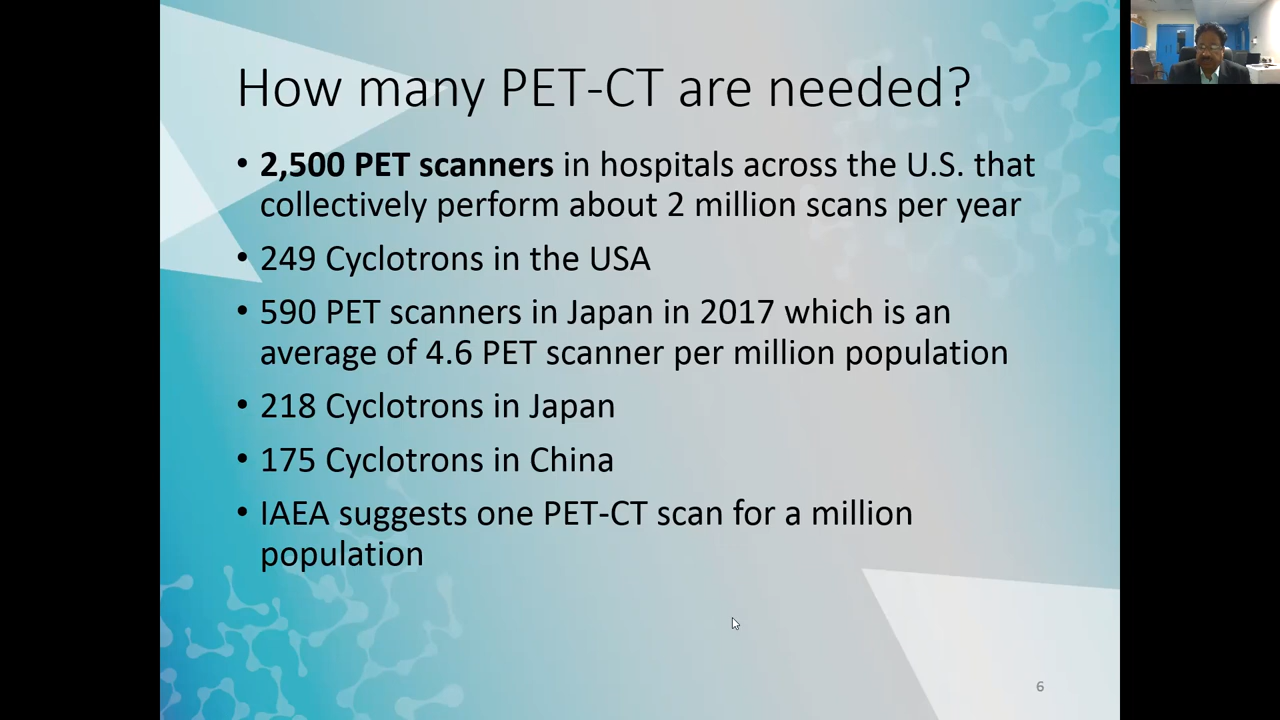 How many PET-CT are needed?
• 2,500 PET scanners in hospitals across the U.S. that
collectively perform about 2 million scans per year
• 249 Cyclotrons in the USA
• 590 PET scanners in Japan in 2017 which is an
average of 4.6 PET scanner per million population
• 218 Cyclotrons in Japan
• 175 Cyclotrons in China
• IAEA suggests one PET-CT scan for a million
population
6